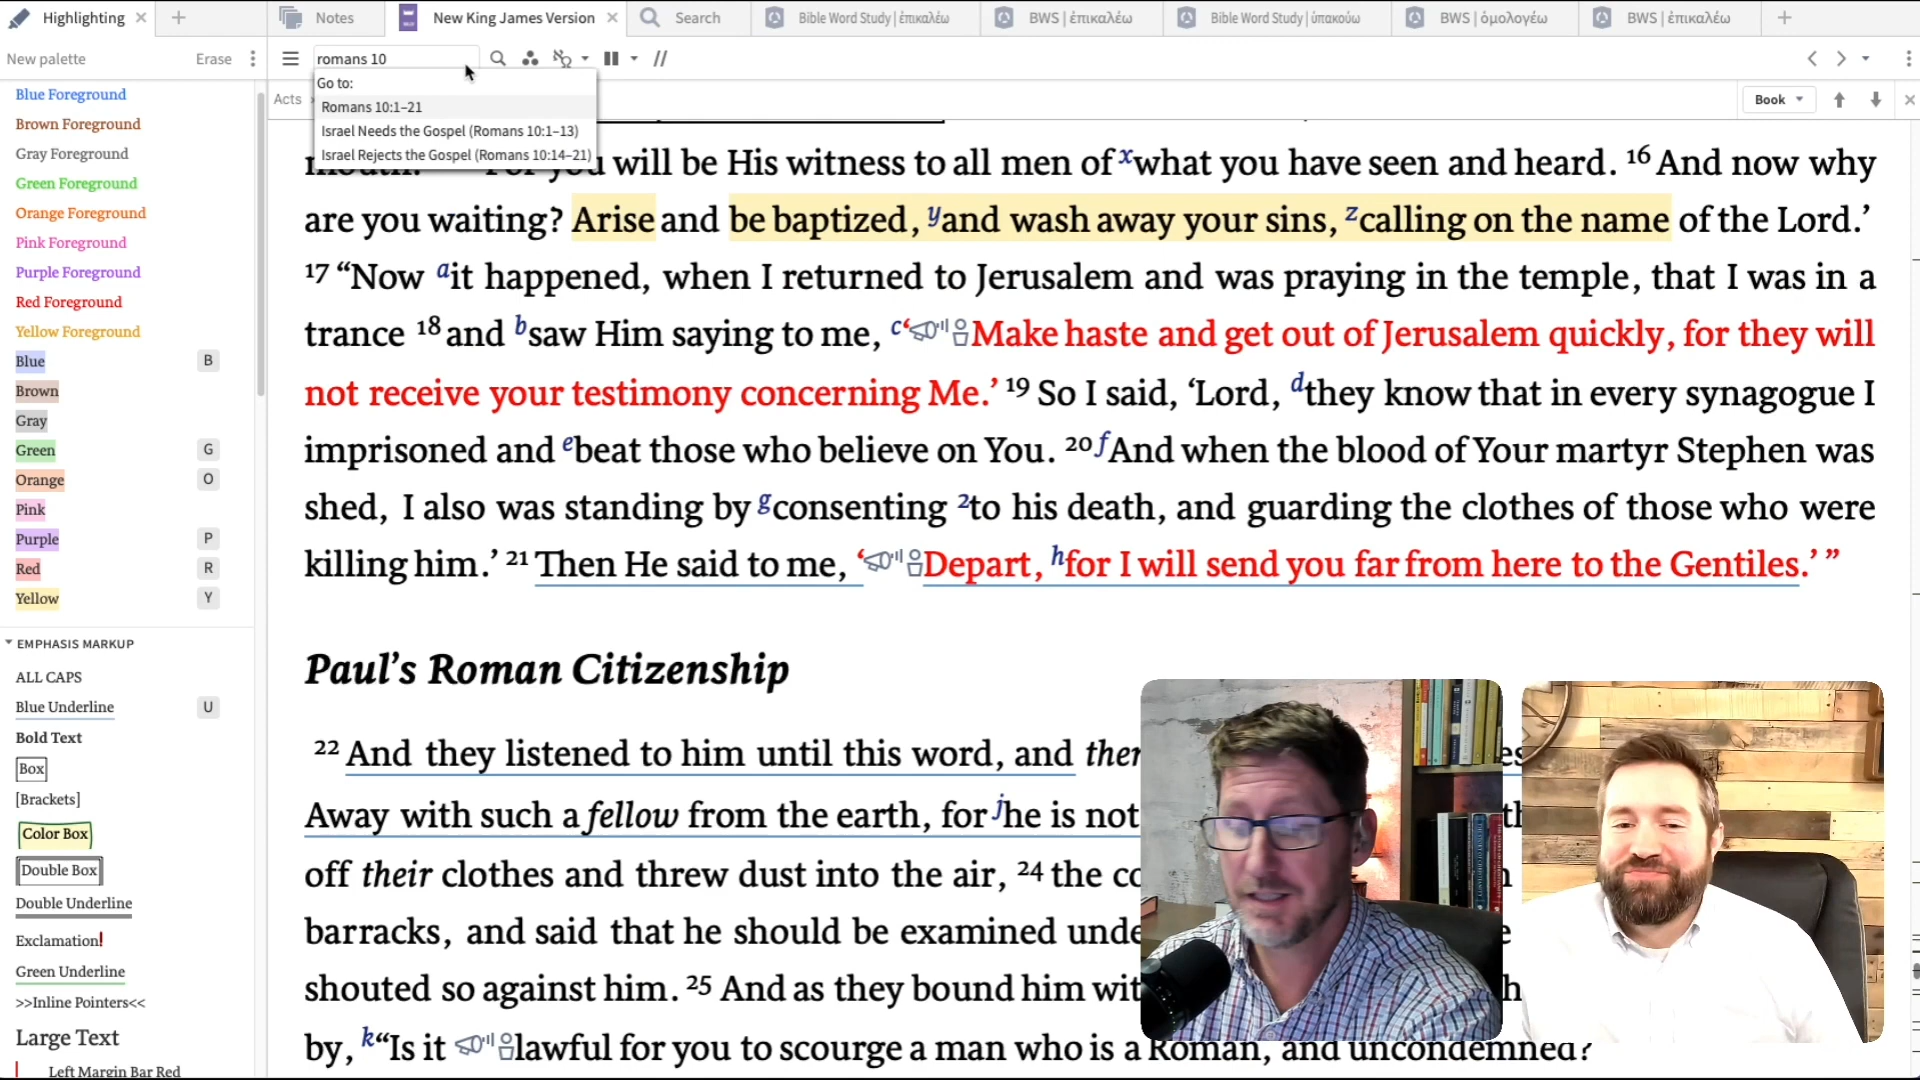 Highlighting
Notes
New King James Version
Search
Bible Word Study | ἐπικαλέω
BWS | ἐπικαλέω
Bible Word Study | ὑπακούω
BWS | ὁμολογέω
BWS | ἐπικαλέω
New palette
Erase
romans 10
Go to:
Romans 10:1–21
Israel Needs the Gospel (Romans 10:1–13)
Israel Rejects the Gospel (Romans 10:14–21)
Acts
Book
Blue Foreground
Brown Foreground
Gray Foreground
Green Foreground
Orange Foreground
Pink Foreground
Purple Foreground
Red Foreground
Yellow Foreground
Blue B
Brown
Gray
Green G
Orange O
Pink
Purple P
Red R
Yellow Y
EMPHASIS MARKUP
ALL CAPS
Blue Underline U
Bold Text
Box
[Brackets]
Color Box
Double Box
Double Underline
Exclamation!
Green Underline
>>Inline Pointers<<
Large Text
Left Margin Bar Red
you will be His witness to all men of x what you have seen and heard. 16 And now why
are you waiting? Arise and be baptized, y and wash away your sins, z calling on the name of the Lord.’
17 “Now a it happened, when I returned to Jerusalem and was praying in the temple, that I was in a
trance 18 and b saw Him saying to me, c ‘Make haste and get out of Jerusalem quickly, for they will
not receive your testimony concerning Me.’ 19 So I said, ‘Lord, d they know that in every synagogue I
imprisoned and e beat those who believe on You. 20 f And when the blood of Your martyr Stephen was
shed, I also was standing by g consenting 2 to his death, and guarding the clothes of those who were
killing him.’ 21 Then He said to me, ‘Depart, h for I will send you far from here to the Gentiles.’ ”
Paul’s Roman Citizenship
22 And they listened to him until this word, and
Away with such a fellow from the earth, for j he is not
off their clothes and threw dust into the air, 24 the
barracks, and said that he should be examined
shouted so against him. 25 And as they bound him
by, k “Is it lawful for you to scourge a man who is a Roman, and uncondemned?